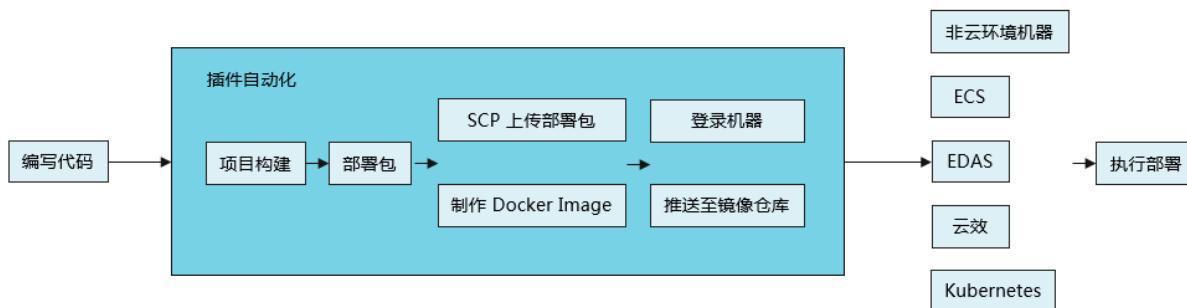 编写代码
插件自动化
项目构建
部署包
SCP 上传部署包
制作 Docker Image
登录机器
推送至镜像仓库
非云环境机器
ECS
EDAS
云效
Kubernetes
执行部署